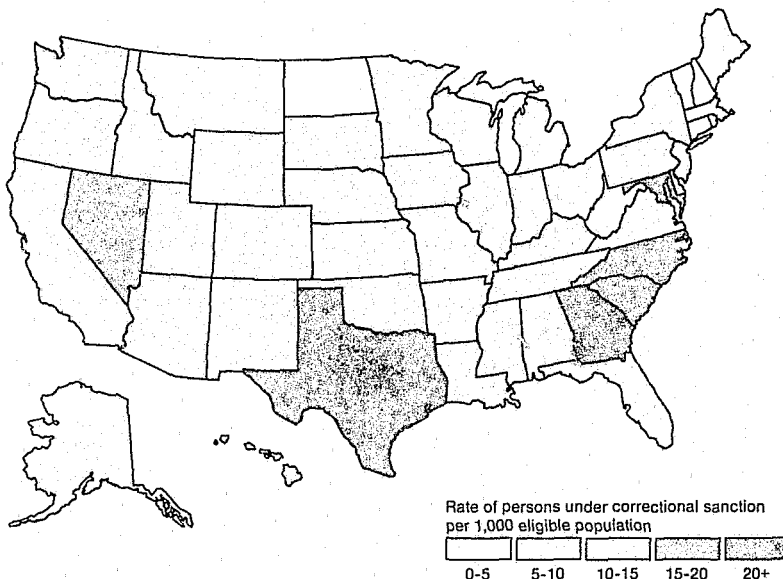 Rate of persons under correctional sanction
per 1,000 eligible population
0-5 5-10 10-15 15-20 20+